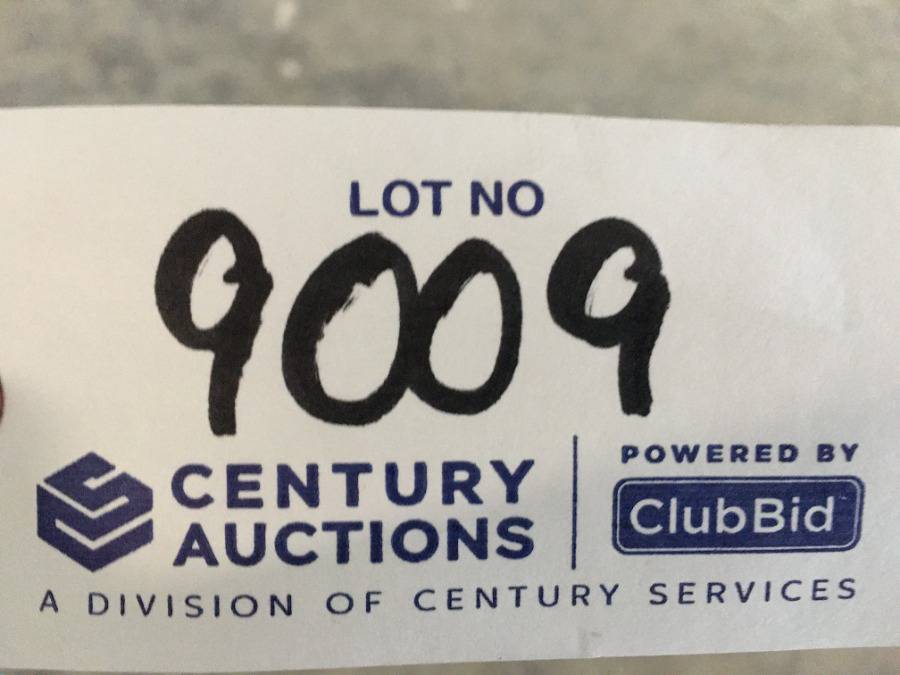 LOT NO
9009
CENTURY
AUCTIONS
POWERED BY
ClubBid
A DIVISION OF CENTURY SERVICES